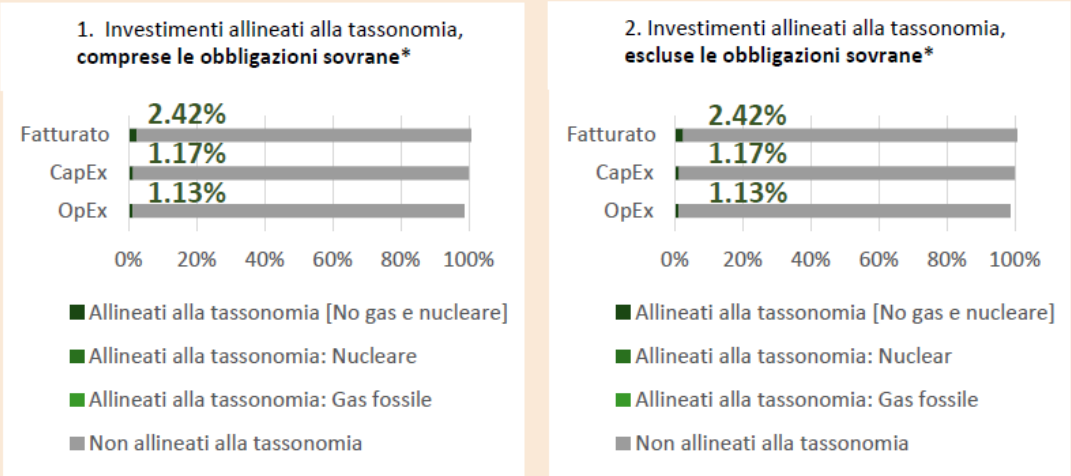 1. Investimenti allineati alla tassonomia,
comprese le obbligazioni sovrane*
2.42%
Fatturato
1.17%
CapEx
1.13%
OpEx
0% 20% 40% 60% 80% 100%
Allineati alla tassonomia [No gas e nucleare]
Allineati alla tassonomia: Nucleare
Allineati alla tassonomia: Gas fossile
Non allineati alla tassonomia
2. Investimenti allineati alla tassonomia,
escluse le obbligazioni sovrane*
2.42%
Fatturato
1.17%
CapEx
1.13%
OpEx
0% 20% 40% 60% 80% 100%
Allineati alla tassonomia [No gas e nucleare]
Allineati alla tassonomia: Nuclear
Allineati alla tassonomia: Gas fossile
Non allineati alla tassonomia